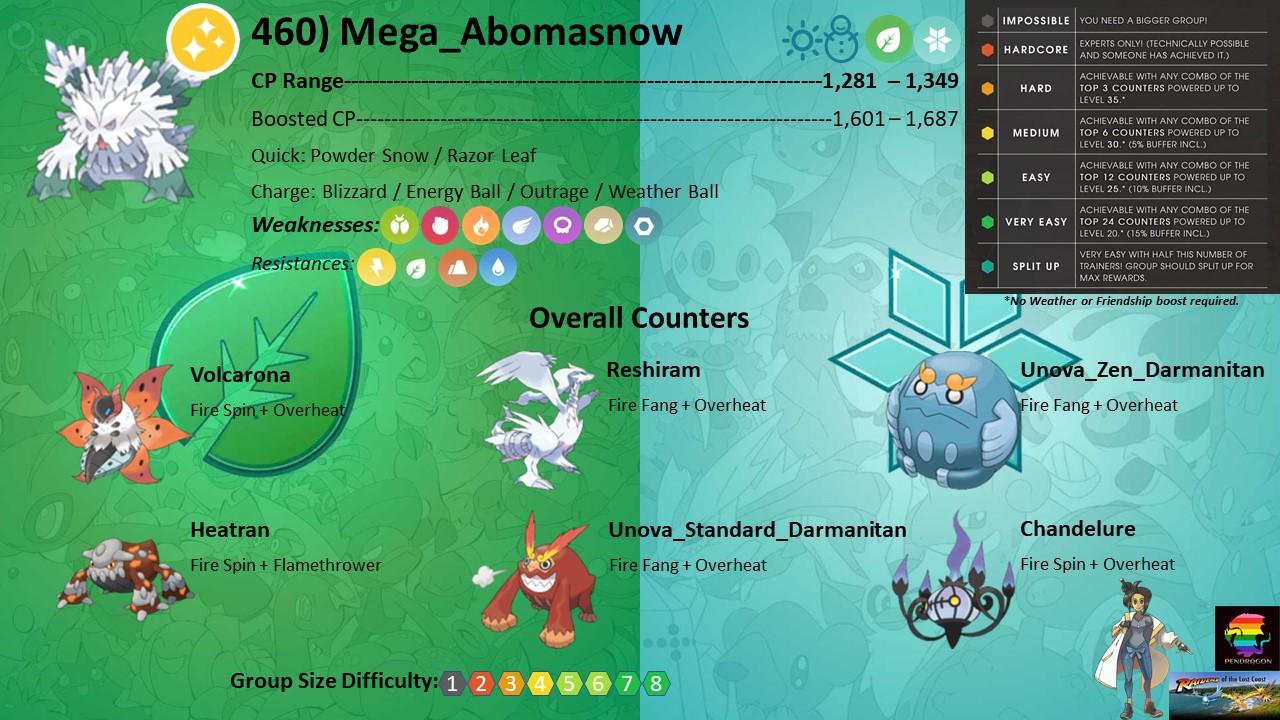 460) Mega_Abomasnow
CP Range--------------------------------------------------------------------------------1,281 – 1,349
Boosted CP--------------------------------------------------------------------------------1,601 – 1,687
Quick: Powder Snow / Razor Leaf
Charge: Blizzard / Energy Ball / Outrage / Weather Ball
Weaknesses:
Resistances:
IMPOSSIBLE YOU NEED A BIGGER GROUP!
HARDCORE EXPERTS ONLY! (TECHNICALLY POSSIBLE
AND SOMEONE HAS ACHIEVED IT.)
HARD ACHIEVABLE WITH ANY COMBO OF THE
TOP 3 COUNTERS POWERED UP TO
LEVEL 35.*
MEDIUM ACHIEVABLE WITH ANY COMBO OF THE
TOP 6 COUNTERS POWERED UP TO
LEVEL 30.* (5% BUFFER INCL.)
EASY ACHIEVABLE WITH ANY COMBO OF THE
TOP 12 COUNTERS POWERED UP TO
LEVEL 25.* (10% BUFFER INCL.)
VERY EASY ACHIEVABLE WITH ANY COMBO OF THE
TOP 24 COUNTERS POWERED UP TO
LEVEL 20.* (15% BUFFER INCL.)
SPLIT UP VERY EASY WITH HALF THIS NUMBER OF
TRAINERS! GROUP SHOULD SPLIT UP FOR
MAX REWARDS.
*No Weather or Friendship boost required.
Overall Counters
Volcarona
Fire Spin + Overheat
Reshiram
Fire Fang + Overheat
Unova_Zen_Darmanitan
Fire Fang + Overheat
Heatran
Fire Spin + Flamethrower
Unova_Standard_Darmanitan
Fire Fang + Overheat
Chandelure
Fire Spin + Overheat
Group Size Difficulty: 1 2 3 4 5 6 7 8
PENDRAGON
RAIDERS of the Lost Coast